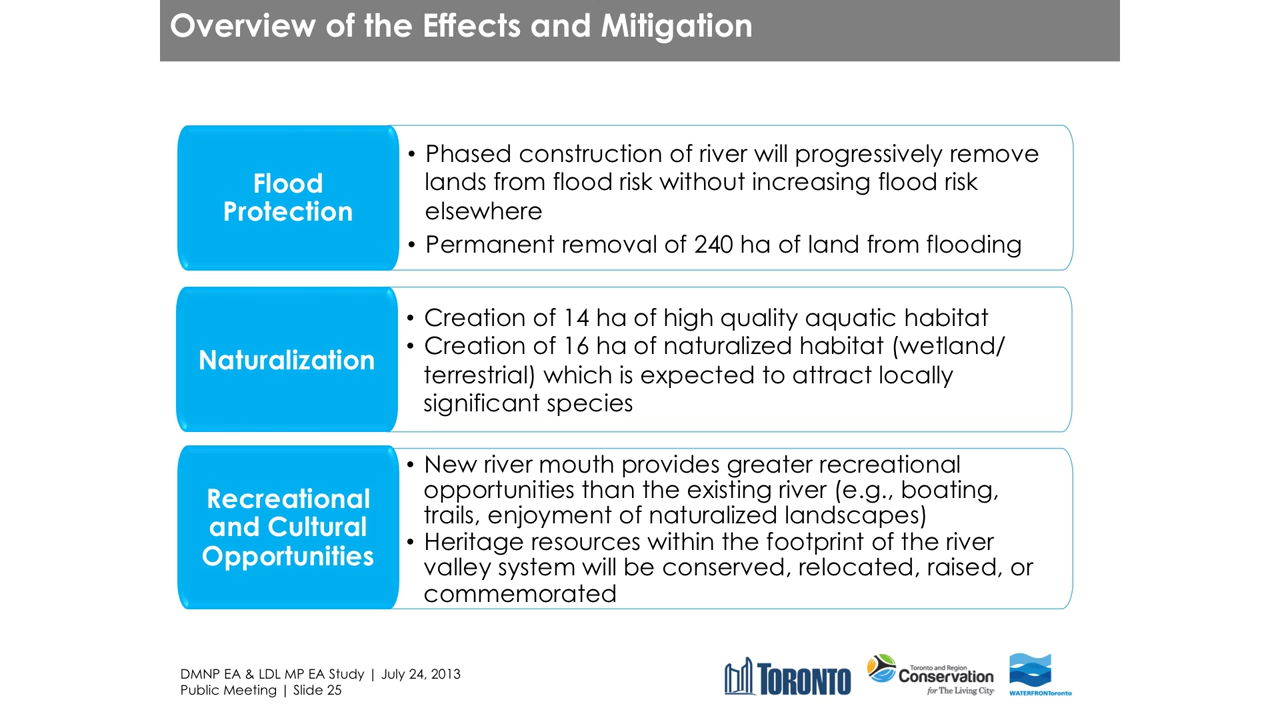 Overview of the Effects and Mitigation
Flood
Protection
• Phased construction of river will progressively remove
lands from flood risk without increasing flood risk
elsewhere
• Permanent removal of 240 ha of land from flooding
Naturalization
• Creation of 14 ha of high quality aquatic habitat
• Creation of 16 ha of naturalized habitat (wetland/
terrestrial) which is expected to attract locally
significant species
Recreational
and Cultural
Opportunities
• New river mouth provides greater recreational
opportunities than the existing river (e.g., boating,
trails, enjoyment of naturalized landscapes)
• Heritage resources within the footprint of the river
valley system will be conserved, relocated, raised, or
commemorated
DMNP EA & LDL MP EA Study | July 24, 2013
Public Meeting | Slide 25
TORONTO
Toronto and Region
Conservation
for The Living City
WATERFRONToronto